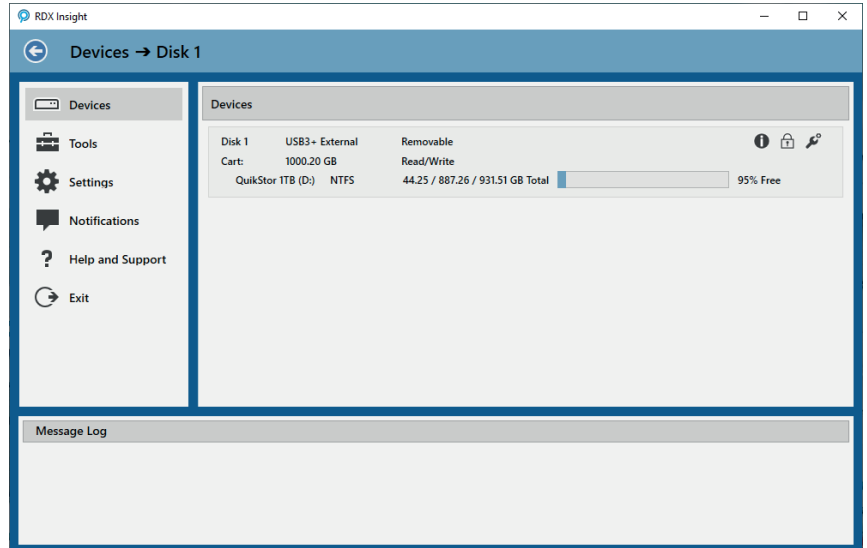 RDX Insight
Devices ➔ Disk 1
Devices
Tools
Settings
Notifications
? Help and Support
Exit
Devices
Disk 1 USB3+ External Removable
Cart: 1000.20 GB Read/Write
QuikStor 1TB (D:) NTFS 44.25 / 887.26 / 931.51 GB Total 95% Free
Message Log